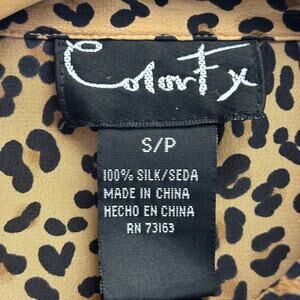 ColorFx
S/P
100% SILK/SEDA
MADE IN CHINA
HECHO EN CHINA
RN 73163